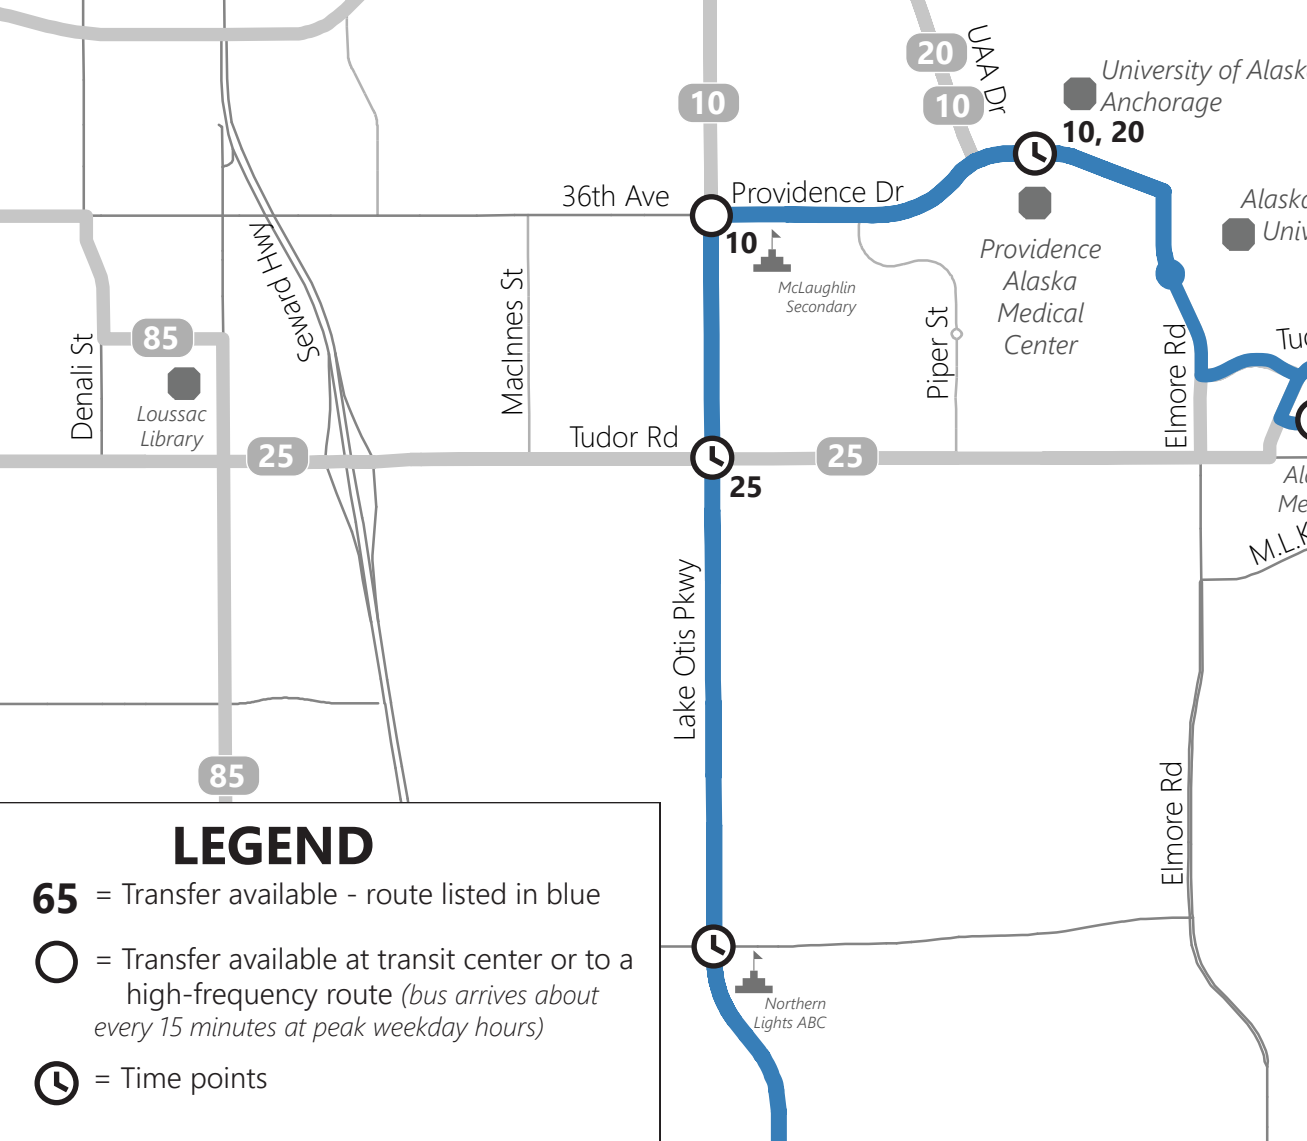 20
UAA Dr
10
10
University of Alask
Anchorage
10, 20
36th Ave
Providence Dr
10
McLaughlin
Secondary
Providence
Alaska
Medical
Center
Alaska
Univ
Seward Hwy
MacInnes St
Piper St
Elmore Rd
Tud
85
Denali St
Loussac
Library
25
Tudor Rd
25
25
Ala
Me
M.L.K
Lake Otis Pkwy
85
Elmore Rd
Northern
Lights ABC
LEGEND
65 = Transfer available - route listed in blue
= Transfer available at transit center or to a
high-frequency route (bus arrives about
every 15 minutes at peak weekday hours)
= Time points